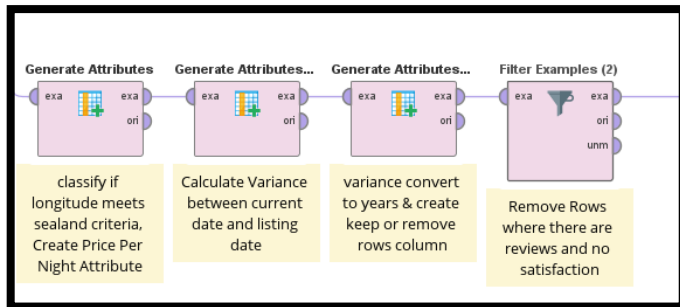 Generate Attributes
Generate Attributes...
Generate Attributes...
Filter Examples (2)
exa exa
ori
exa exa
ori
exa exa
ori
exa exa
ori
unm
classify if
longitude meets
sealand criteria,
Create Price Per
Night Attribute
Calculate Variance
between current
date and listing
date
variance convert
to years & create
keep or remove
rows column
Remove Rows
where there are
reviews and no
satisfaction